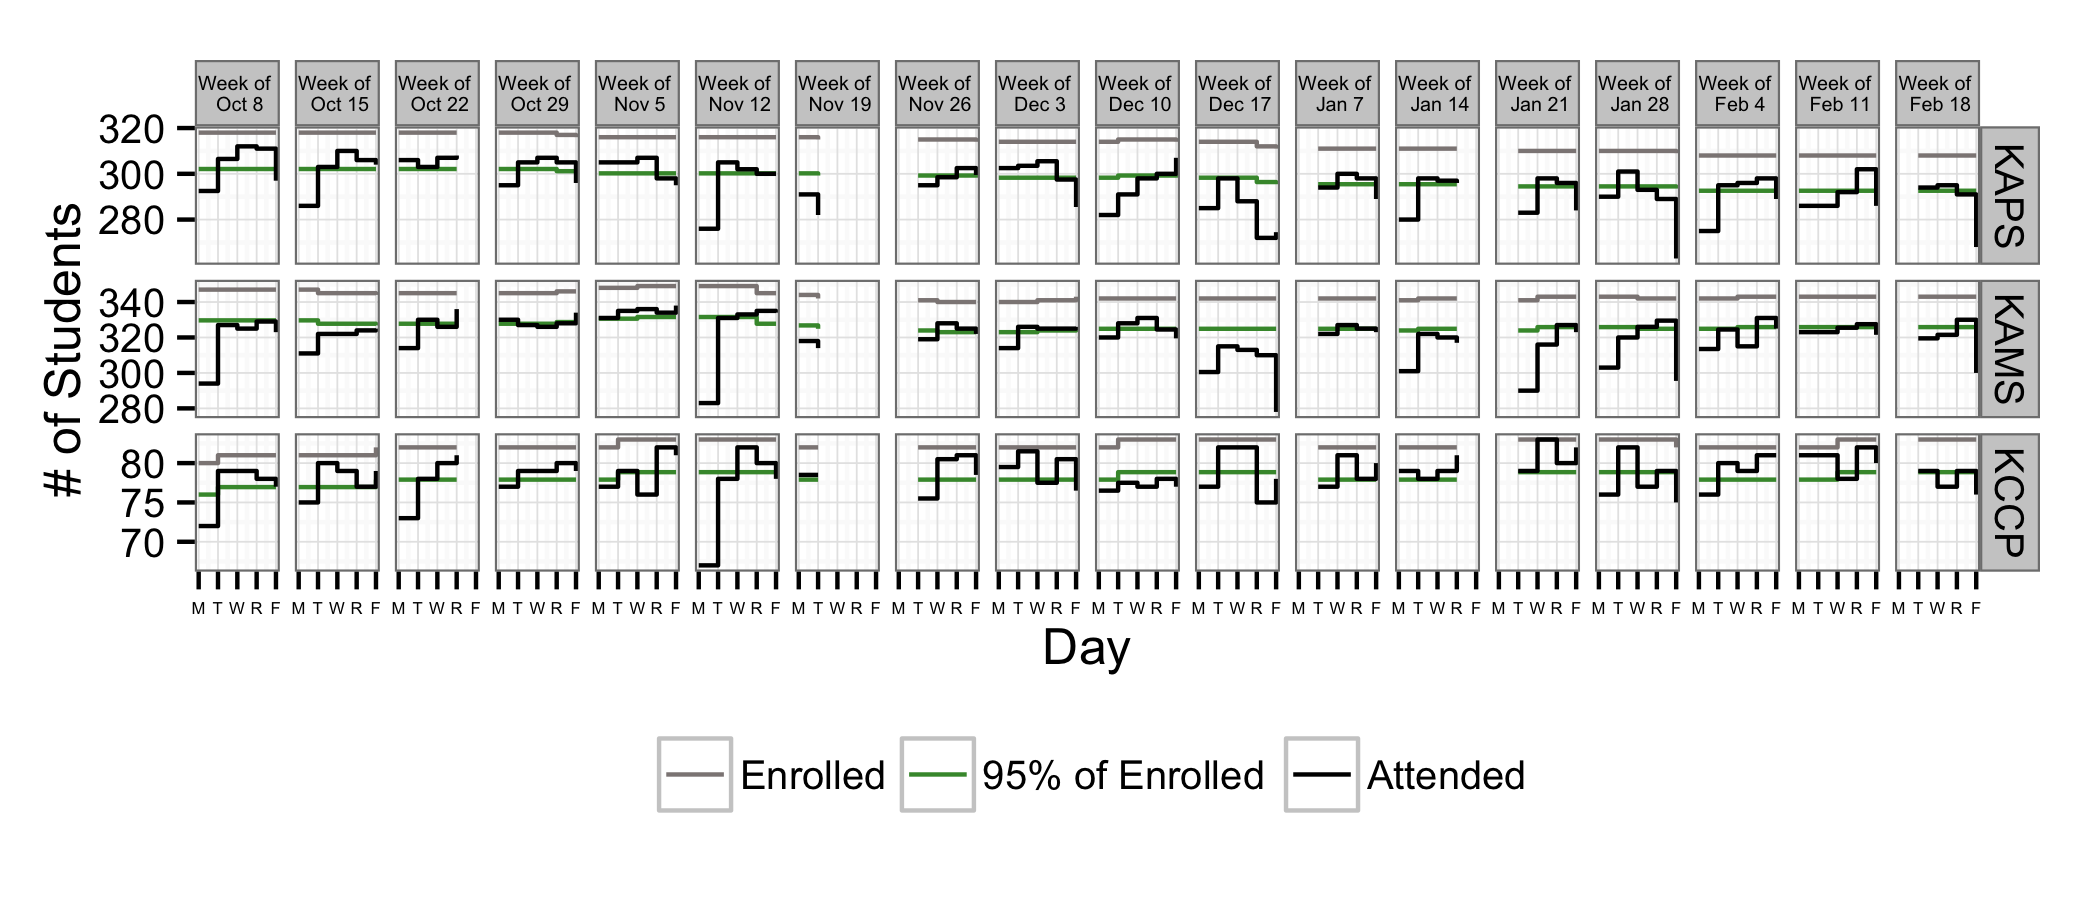 Week of Oct 8
Week of Oct 15
Week of Oct 22
Week of Oct 29
Week of Nov 5
Week of Nov 12
Week of Nov 19
Week of Nov 26
Week of Dec 3
Week of Dec 10
Week of Dec 17
Week of Jan 7
Week of Jan 14
Week of Jan 21
Week of Jan 28
Week of Feb 4
Week of Feb 11
Week of Feb 18
# of Students
320
300
280
KAPS
340
320
300
280
KAMS
80
75
70
KCCP
M T W R F M T W R F M T W R F M T W R F M T W R F M T W R F M T W R F M T W R F M T W R F M T W R F M T W R F M T W R F M T W R F M T W R F M T W R F M T W R F M T W R F M T W R F
Day
Enrolled 95% of Enrolled Attended